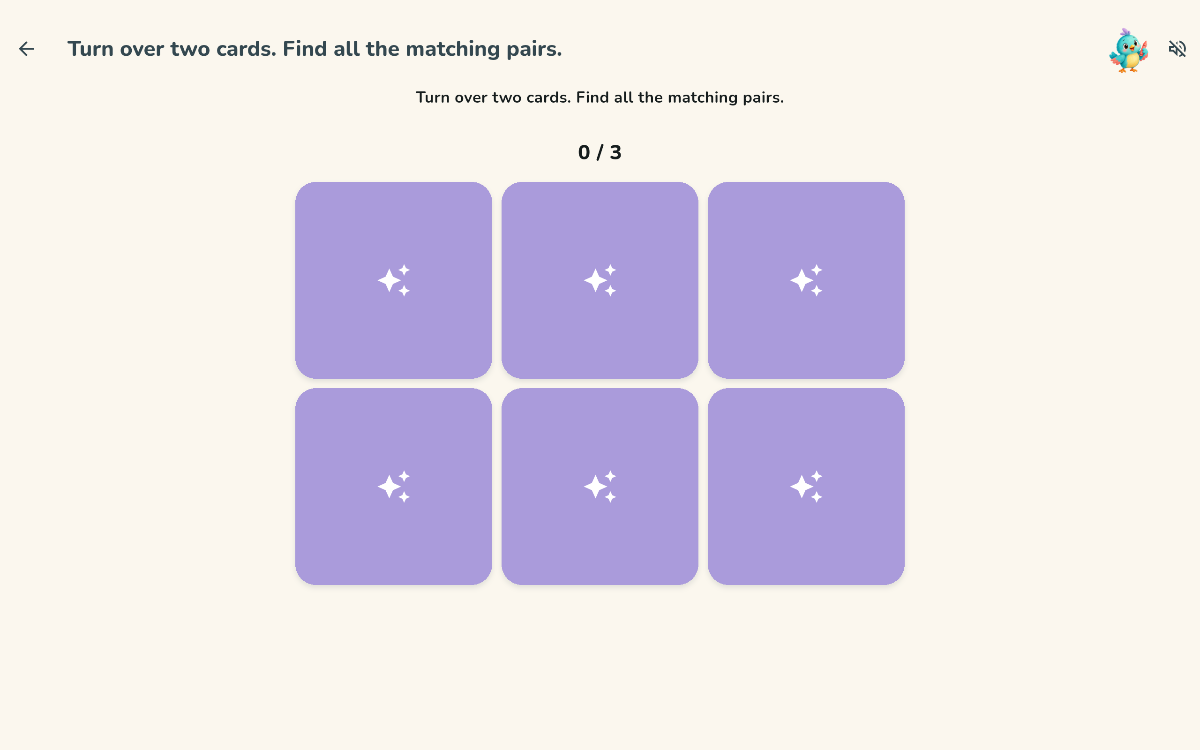 Turn over two cards. Find all the matching pairs.
Turn over two cards. Find all the matching pairs.
0 / 3